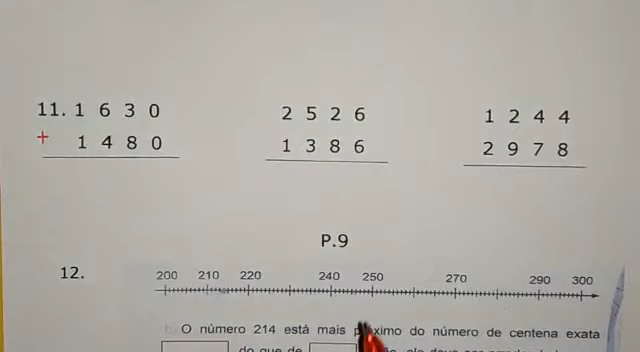 11. 1 6 3 0 2 5 2 6 1 2 4 4
+ 1 4 8 0 1 3 8 6 2 9 7 8
P.9
12. 200 210 220 240 250 270 290 300
O número 214 está mais próximo do número de centena exata
do que de